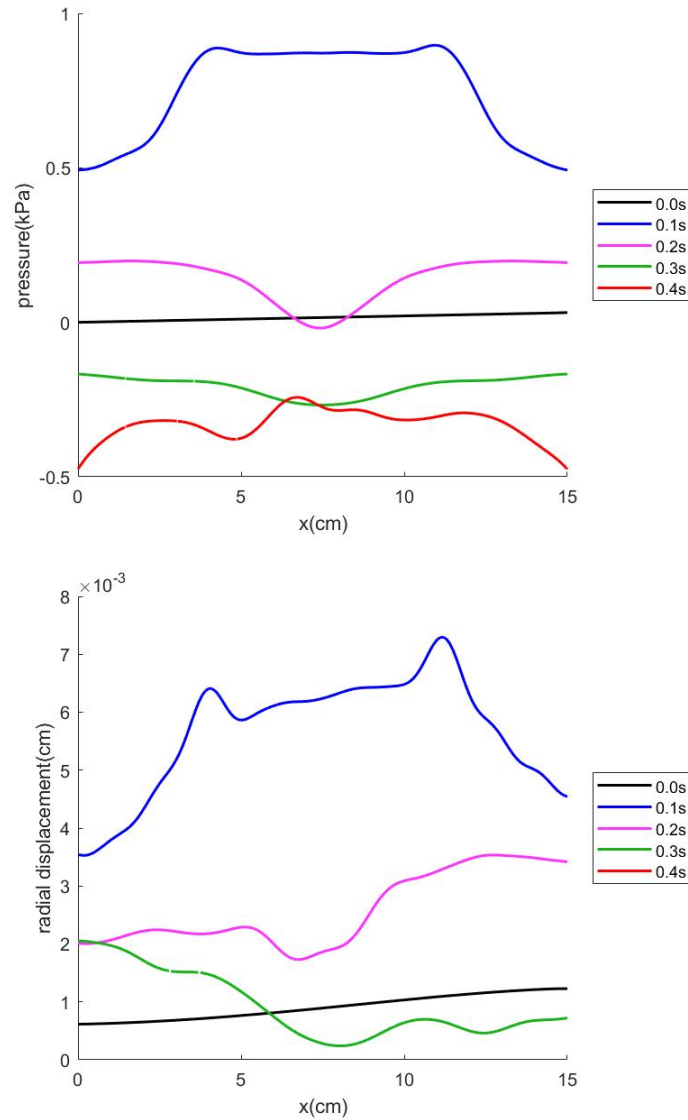 1
0.5
0
-0.5
pressure(kPa)
0 5 10 15
x(cm)
0.0s
0.1s
0.2s
0.3s
0.4s
×10-3
8
7
6
5
4
3
2
1
0
radial displacement(cm)
0 5 10 15
x(cm)
0.0s
0.1s
0.2s
0.3s
0.4s